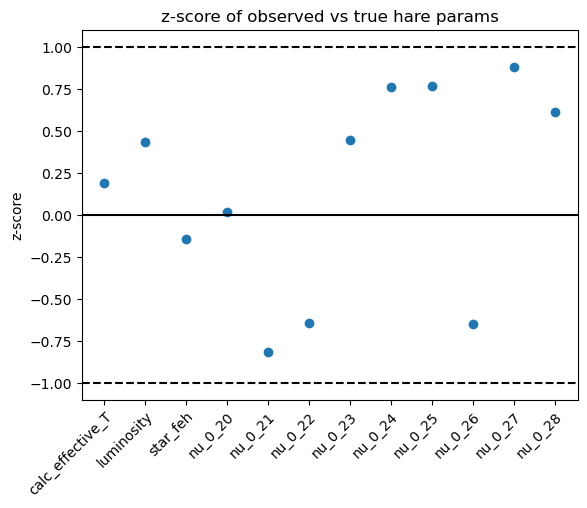 z-score of observed vs true hare params
z-score
1.00
0.75
0.50
0.25
0.00
−0.25
−0.50
−0.75
−1.00
calc_effective_T
luminosity
star_feh
nu_0_20
nu_0_21
nu_0_22
nu_0_23
nu_0_24
nu_0_25
nu_0_26
nu_0_27
nu_0_28